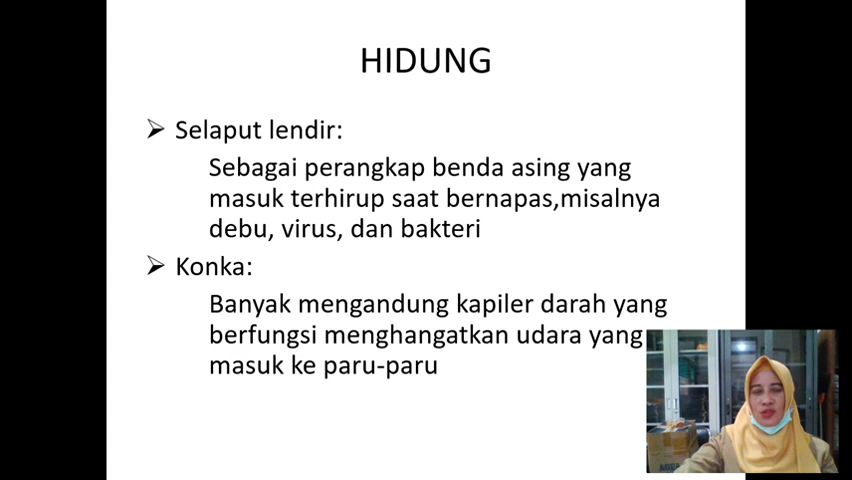 HIDUNG
➢ Selaput lendir:
Sebagai perangkap benda asing yang
masuk terhirup saat bernapas,misalnya
debu, virus, dan bakteri
➢ Konka:
Banyak mengandung kapiler darah yang
berfungsi menghangatkan udara yang
masuk ke paru-paru